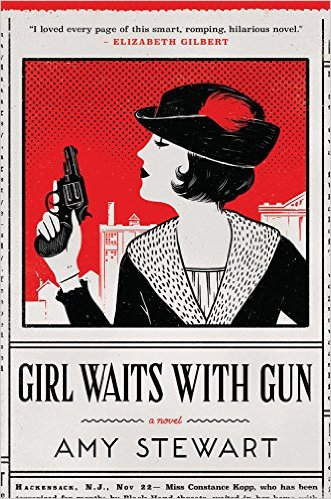 "I loved every page of this smart, romping, hilarious novel."
– ELIZABETH GILBERT
GIRL WAITS WITH GUN
a novel
AMY STEWART
HACKENSACK, N.J., NOV 22— Miss Constance Kopp, who has been